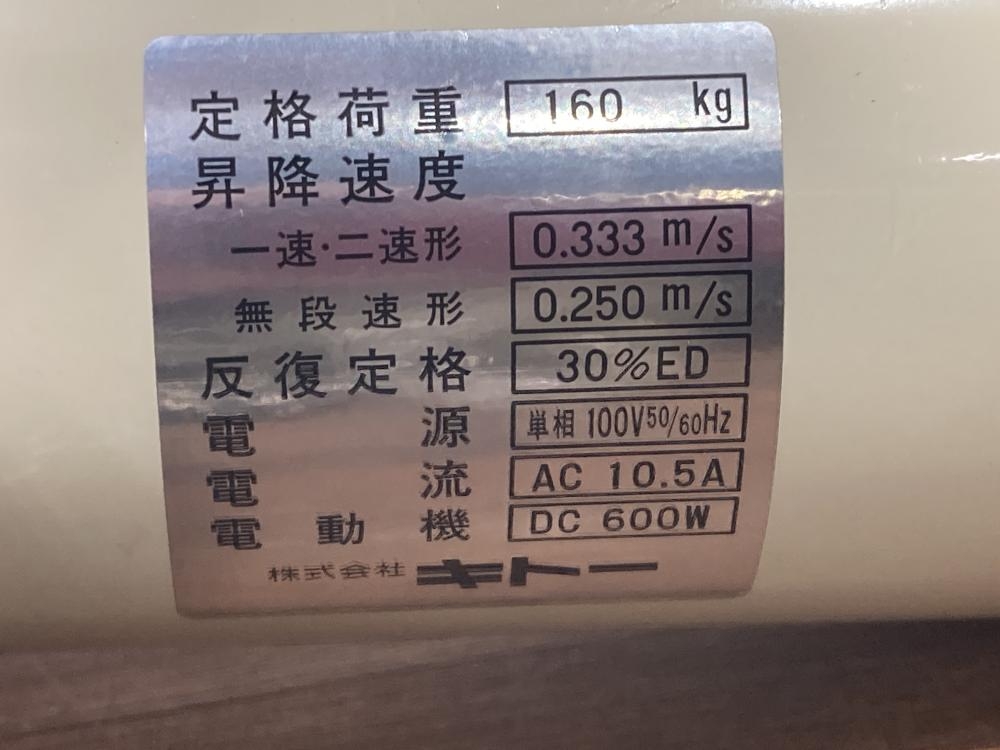 定格荷重 160 kg
昇降速度
一速·二速形 0.333 m/s
無段速形 0.250 m/s
反復定格 30%ED
電源 単相 100V 50/60Hz
電流 AC 10.5A
電動機 DC 600W
株式会社 キトー